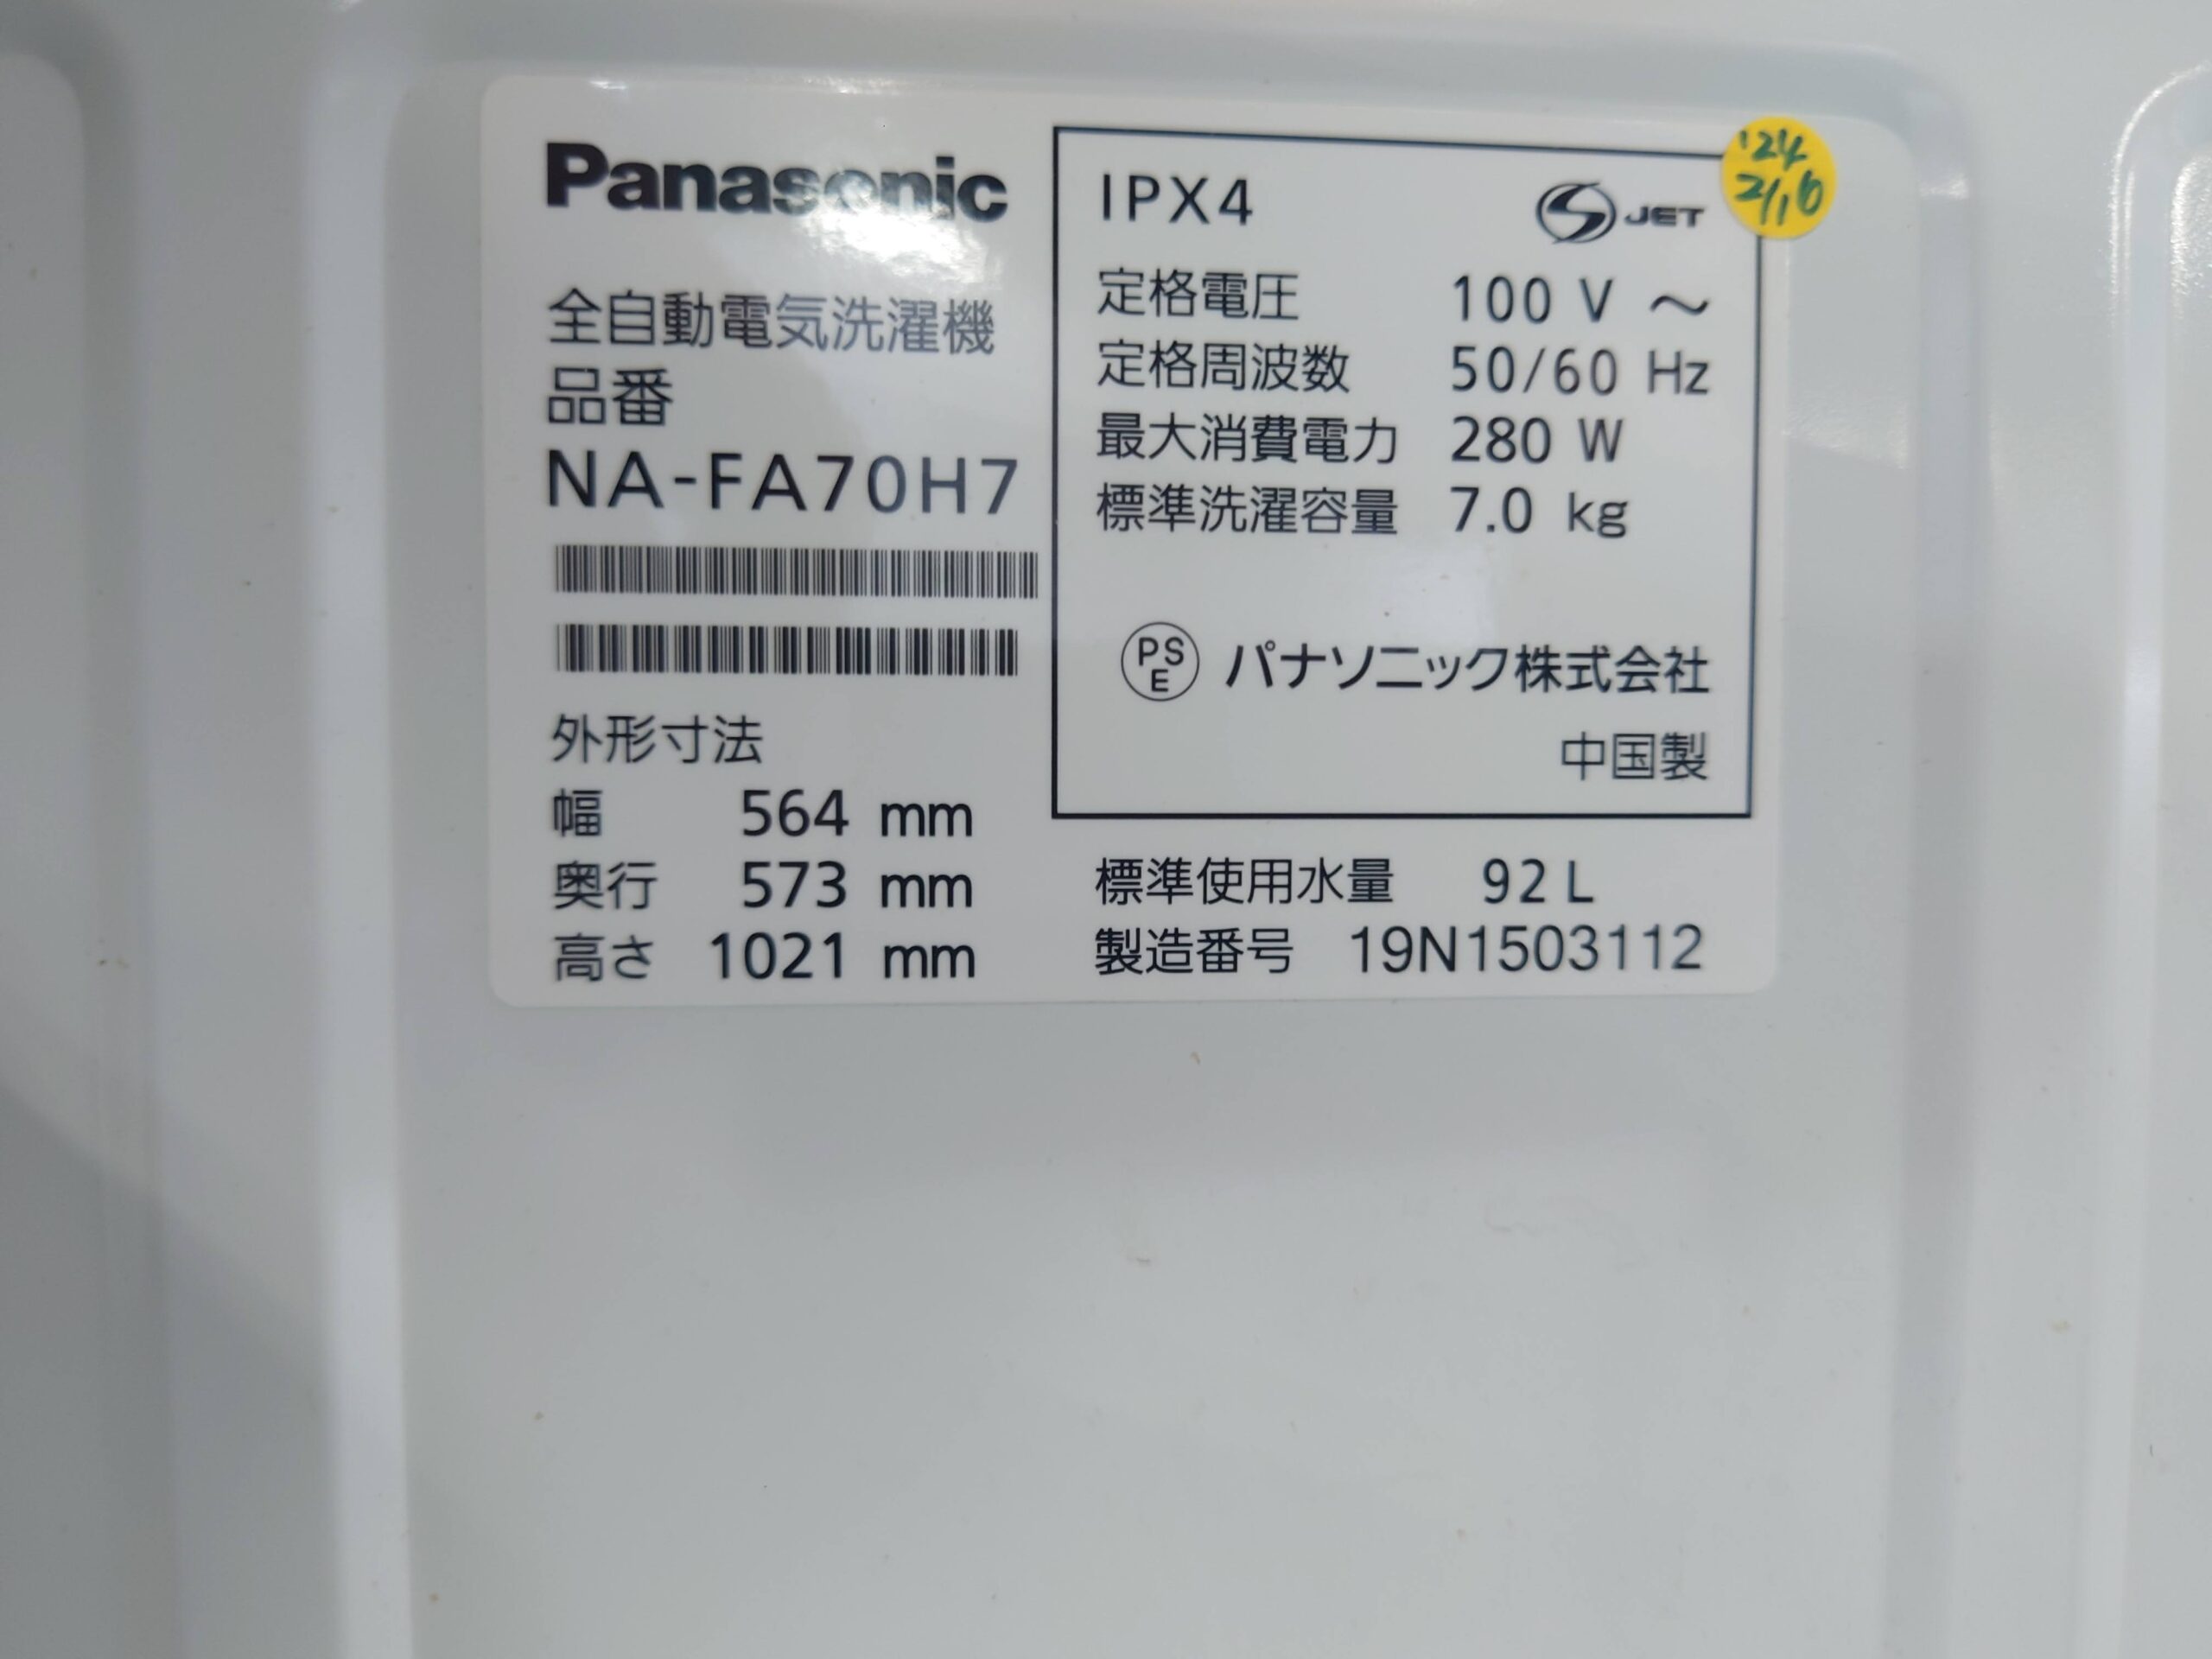 Panasonic
全自動電気洗濯機
品番
NA-FA70H7
外形寸法
幅 564 mm
奥行 573 mm
高さ 1021 mm
IPX4 JET
定格電圧 100 V ～
定格周波数 50/60 Hz
最大消費電力 280 W
標準洗濯容量 7.0 kg
PS
E パナソニック株式会社
中国製
標準使用水量 92L
製造番号 19N1503112
'24
2/10